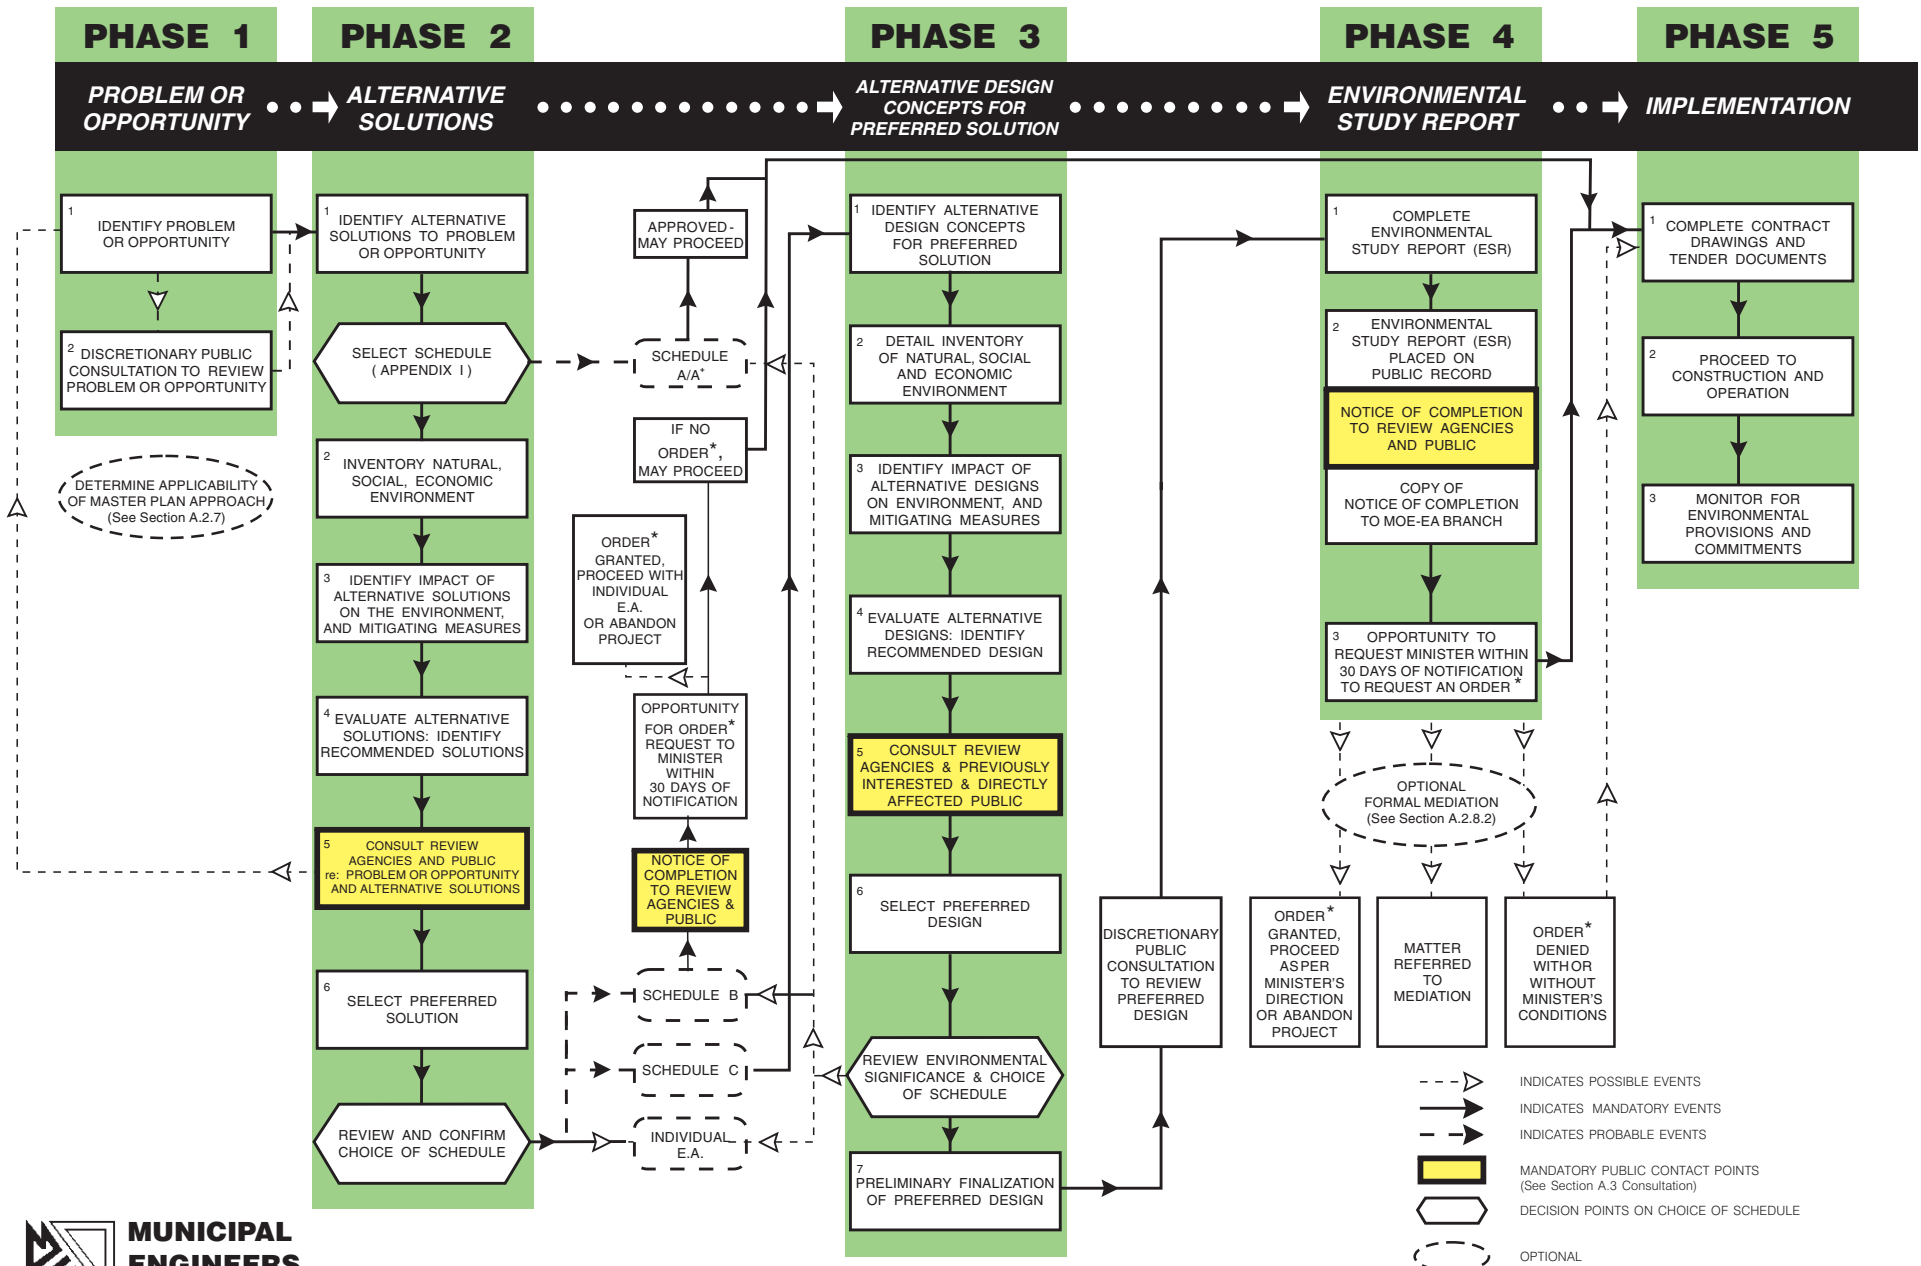 PHASE 1
PROBLEM OR
OPPORTUNITY
1
IDENTIFY PROBLEM
OR OPPORTUNITY
2
DISCRETIONARY PUBLIC
CONSULTATION TO REVIEW
PROBLEM OR OPPORTUNITY
DETERMINE APPLICABILITY
OF MASTER PLAN APPROACH
(See Section A.2.7)
PHASE 2
ALTERNATIVE
SOLUTIONS
1
IDENTIFY ALTERNATIVE
SOLUTIONS TO PROBLEM
OR OPPORTUNITY
SELECT SCHEDULE
( APPENDIX I )
2
INVENTORY NATURAL,
SOCIAL, ECONOMIC
ENVIRONMENT
3
IDENTIFY IMPACT OF
ALTERNATIVE SOLUTIONS
ON THE ENVIRONMENT,
AND MITIGATING MEASURES
4
EVALUATE ALTERNATIVE
SOLUTIONS: IDENTIFY
RECOMMENDED SOLUTIONS
5
CONSULT REVIEW
AGENCIES AND PUBLIC
re: PROBLEM OR OPPORTUNITY
AND ALTERNATIVE SOLUTIONS
6
SELECT PREFERRED
SOLUTION
REVIEW AND CONFIRM
CHOICE OF SCHEDULE
APPROVED-
MAY PROCEED
SCHEDULE
A/A+
IF NO
ORDER*,
MAY PROCEED
ORDER*
GRANTED,
PROCEED WITH
INDIVIDUAL
E.A.
OR ABANDON
PROJECT
OPPORTUNITY
FOR ORDER*
REQUEST TO
MINISTER
WITHIN
30 DAYS OF
NOTIFICATION
NOTICE OF
COMPLETION
TO REVIEW
AGENCIES &
PUBLIC
SCHEDULE B
SCHEDULE C
INDIVIDUAL
E.A.
PHASE 3
ALTERNATIVE DESIGN
CONCEPTS FOR
PREFERRED SOLUTION
1
IDENTIFY ALTERNATIVE
DESIGN CONCEPTS
FOR PREFERRED
SOLUTION
2
DETAIL INVENTORY
OF NATURAL, SOCIAL
AND ECONOMIC
ENVIRONMENT
3
IDENTIFY IMPACT OF
ALTERNATIVE DESIGNS
ON ENVIRONMENT, AND
MITIGATING MEASURES
4
EVALUATE ALTERNATIVE
DESIGNS: IDENTIFY
RECOMMENDED DESIGN
5
CONSULT REVIEW
AGENCIES & PREVIOUSLY
INTERESTED & DIRECTLY
AFFECTED PUBLIC
6
SELECT PREFERRED
DESIGN
REVIEW ENVIRONMENTAL
SIGNIFICANCE & CHOICE
OF SCHEDULE
7
PRELIMINARY FINALIZATION
OF PREFERRED DESIGN
DISCRETIONARY
PUBLIC
CONSULTATION
TO REVIEW
PREFERRED
DESIGN
PHASE 4
ENVIRONMENTAL
STUDY REPORT
1
COMPLETE
ENVIRONMENTAL
STUDY REPORT (ESR)
2
ENVIRONMENTAL
STUDY REPORT (ESR)
PLACED ON
PUBLIC RECORD
NOTICE OF COMPLETION
TO REVIEW AGENCIES
AND PUBLIC
COPY OF
NOTICE OF COMPLETION
TO MOE-EA BRANCH
3
OPPORTUNITY TO
REQUEST MINISTER WITHIN
30 DAYS OF NOTIFICATION
TO REQUEST AN ORDER*
OPTIONAL
FORMAL MEDIATION
(See Section A.2.8.2)
ORDER*
GRANTED,
PROCEED
AS PER
MINISTER'S
DIRECTION
OR ABANDON
PROJECT
MATTER
REFERRED
TO
MEDIATION
ORDER*
DENIED
WITH OR
WITHOUT
MINISTER'S
CONDITIONS
PHASE 5
IMPLEMENTATION
1
COMPLETE CONTRACT
DRAWINGS AND
TENDER DOCUMENTS
2
PROCEED TO
CONSTRUCTION AND
OPERATION
3
MONITOR FOR
ENVIRONMENTAL
PROVISIONS AND
COMMITMENTS
INDICATES POSSIBLE EVENTS
INDICATES MANDATORY EVENTS
INDICATES PROBABLE EVENTS
MANDATORY PUBLIC CONTACT POINTS
(See Section A.3 Consultation)
DECISION POINTS ON CHOICE OF SCHEDULE
OPTIONAL
MUNICIPAL
ENGINEERS